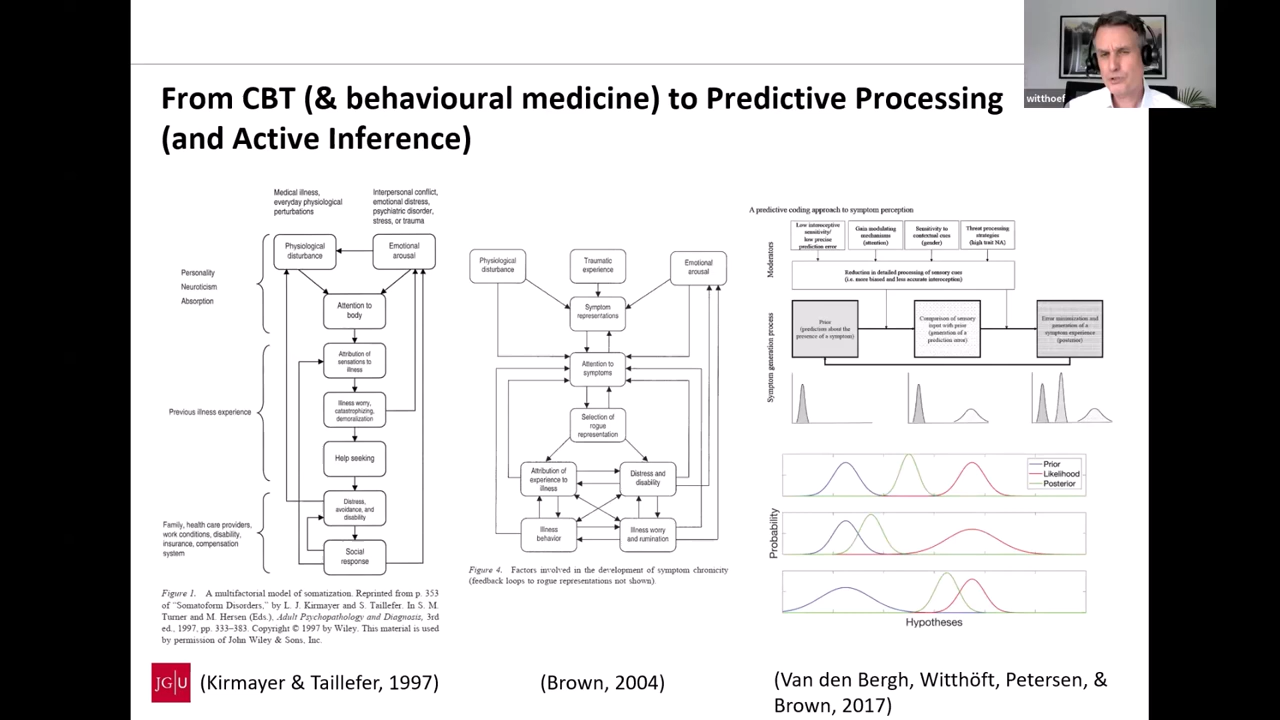 witthoef
From CBT (& behavioural medicine) to Predictive Processing
(and Active Inference)
Medical illness,
everyday physiological
perturbations
Interpersonal conflict,
emotional distress,
psychiatric disorder,
stress, or trauma
Physiological
disturbance
Emotional
arousal
Personality
Neuroticism
Absorption
Attention to
body
Attribution of
sensations to
illness
Previous illness experience
Illness worry,
catastrophizing,
demoralization
Help seeking
Distress,
avoidance, and
disability
Family, health care providers,
work conditions, disability,
insurance, compensation
system
Social
response
Figure 1. A multifactorial model of somatization. Reprinted from p. 353
of “Somatoform Disorders,” by L. J. Kirmayer and S. Taillefer. In S. M.
Turner and M. Hersen (Eds.), Adult Psychopathology and Diagnosis, 3rd
ed., 1997, pp. 333–383. Copyright © 1997 by Wiley. This material is used
by permission of John Wiley & Sons, Inc.
Physiological
disturbance
Traumatic
experience
Emotional
arousal
Symptom
representations
Attention to
symptoms
Selection of
rogue
representation
Attribution of
experience to
illness
Distress and
disability
Illness
behavior
Illness worry
and rumination
Figure 4. Factors involved in the development of symptom chronicity
(feedback loops to rogue representations not shown).
A predictive coding approach to symptom perception
Moderators
Low interoceptive
sensitivity/
low precise
prediction error
Gain modulating
mechanisms
(attention)
Sensitivity to
contextual cues
(gender)
Threat processing
strategies
(high trait NA)
Reduction in detailed processing of sensory cues
(i.e. more biased and less accurate interoception)
Symptom generation process
Prior
(prediction about the
presence of a symptom)
Comparison of sensory
input with prior
(generation of a
prediction error)
Error minimization and
generation of a
symptom experience
(posterior)
Prior
Likelihood
Posterior
Probability
Hypotheses
JG|U
(Kirmayer & Taillefer, 1997)
(Brown, 2004)
(Van den Bergh, Witthöft, Petersen, &
Brown, 2017)